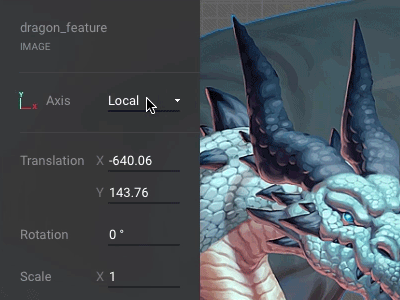 dragon_feature
IMAGE
Y X Axis Local
Translation X -640.06
Y 143.76
Rotation 0 °
Scale X 1